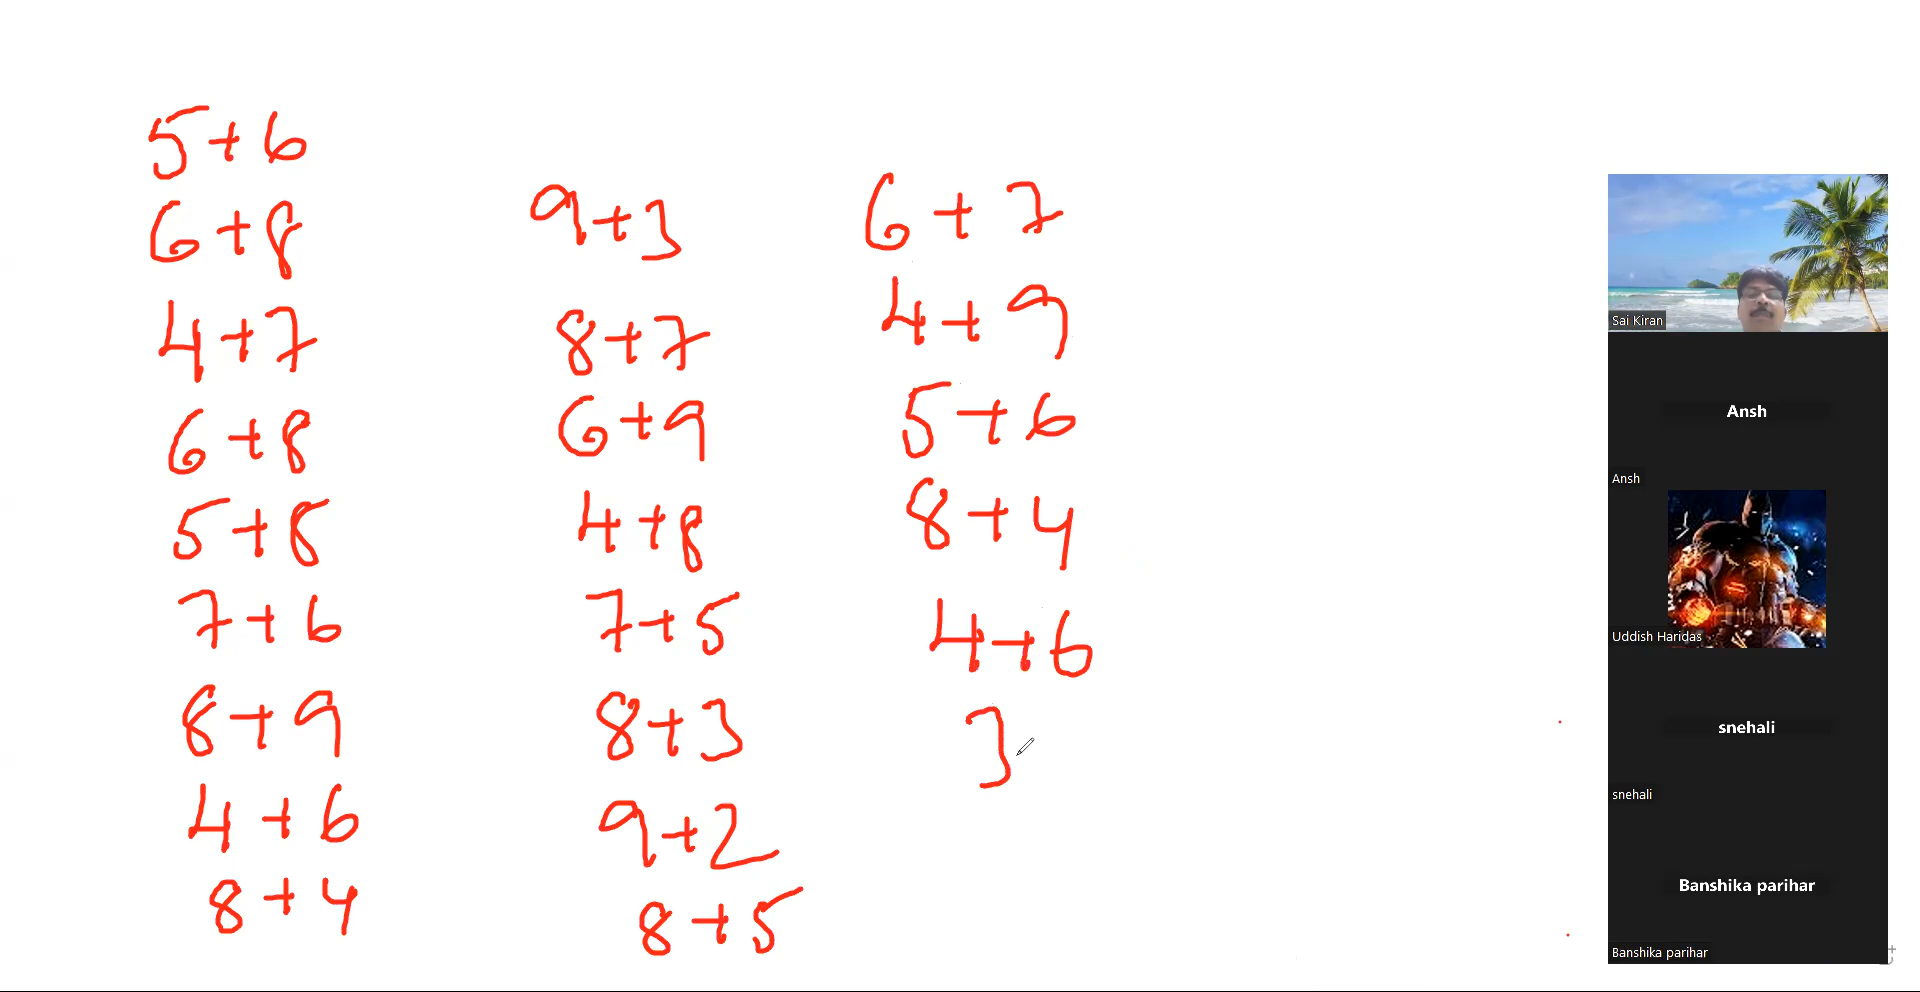 5+6
6+8
4+7
6+8
5+8
7+6
8+9
4+6
8+4
9+3
8+7
6+9
4+8
7+5
8+3
9+2
8+5
6+7
4+9
5+6
8+4
4+6
3
Sai Kiran
Ansh
Ansh
Uddish Haridas
snehali
snehali
Banshika parihar
Banshika parihar